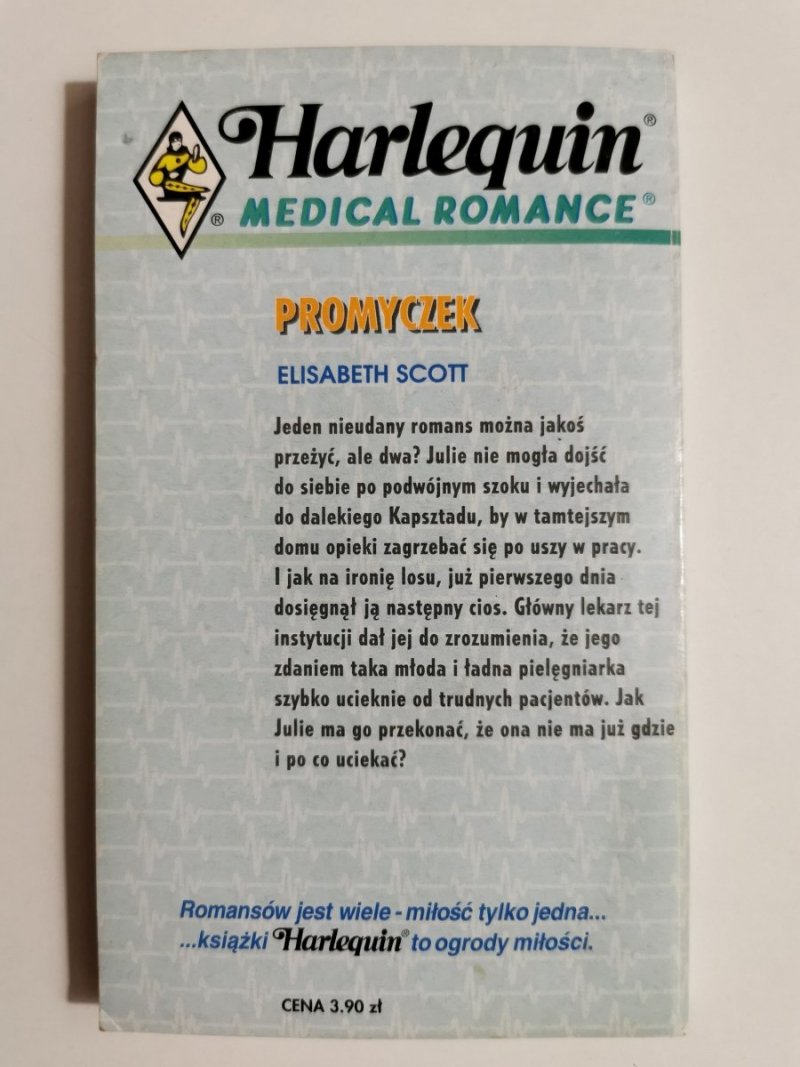 Harlequin®
® MEDICAL ROMANCE®
PROMYCZEK
ELISABETH SCOTT
Jeden nieudany romans można jakoś
przeżyć, ale dwa? Julie nie mogła dojść
do siebie po podwójnym szoku i wyjechała
do dalekiego Kapsztadu, by w tamtejszym
domu opieki zagrzebać się po uszy w pracy.
I jak na ironię losu, już pierwszego dnia
dosięgnął ją następny cios. Główny lekarz tej
instytucji dał jej do zrozumienia, że jego
zdaniem taka młoda i ładna pielęgniarka
szybko ucieknie od trudnych pacjentów. Jak
Julie ma go przekonać, że ona nie ma już gdzie
i po co uciekać?
Romansów jest wiele - miłość tylko jedna...
...książki Harlequin® to ogrody miłości.
CENA 3.90 zł